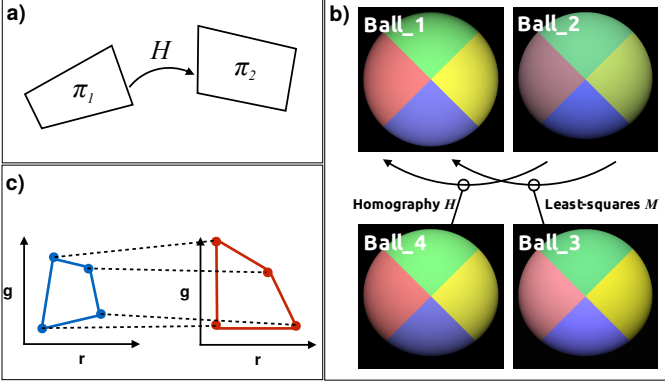 a)
H
π1
π2
b)
Ball_1
Ball_2
Homography H
Least-squares M
Ball_4
Ball_3
c)
g
r
g
r